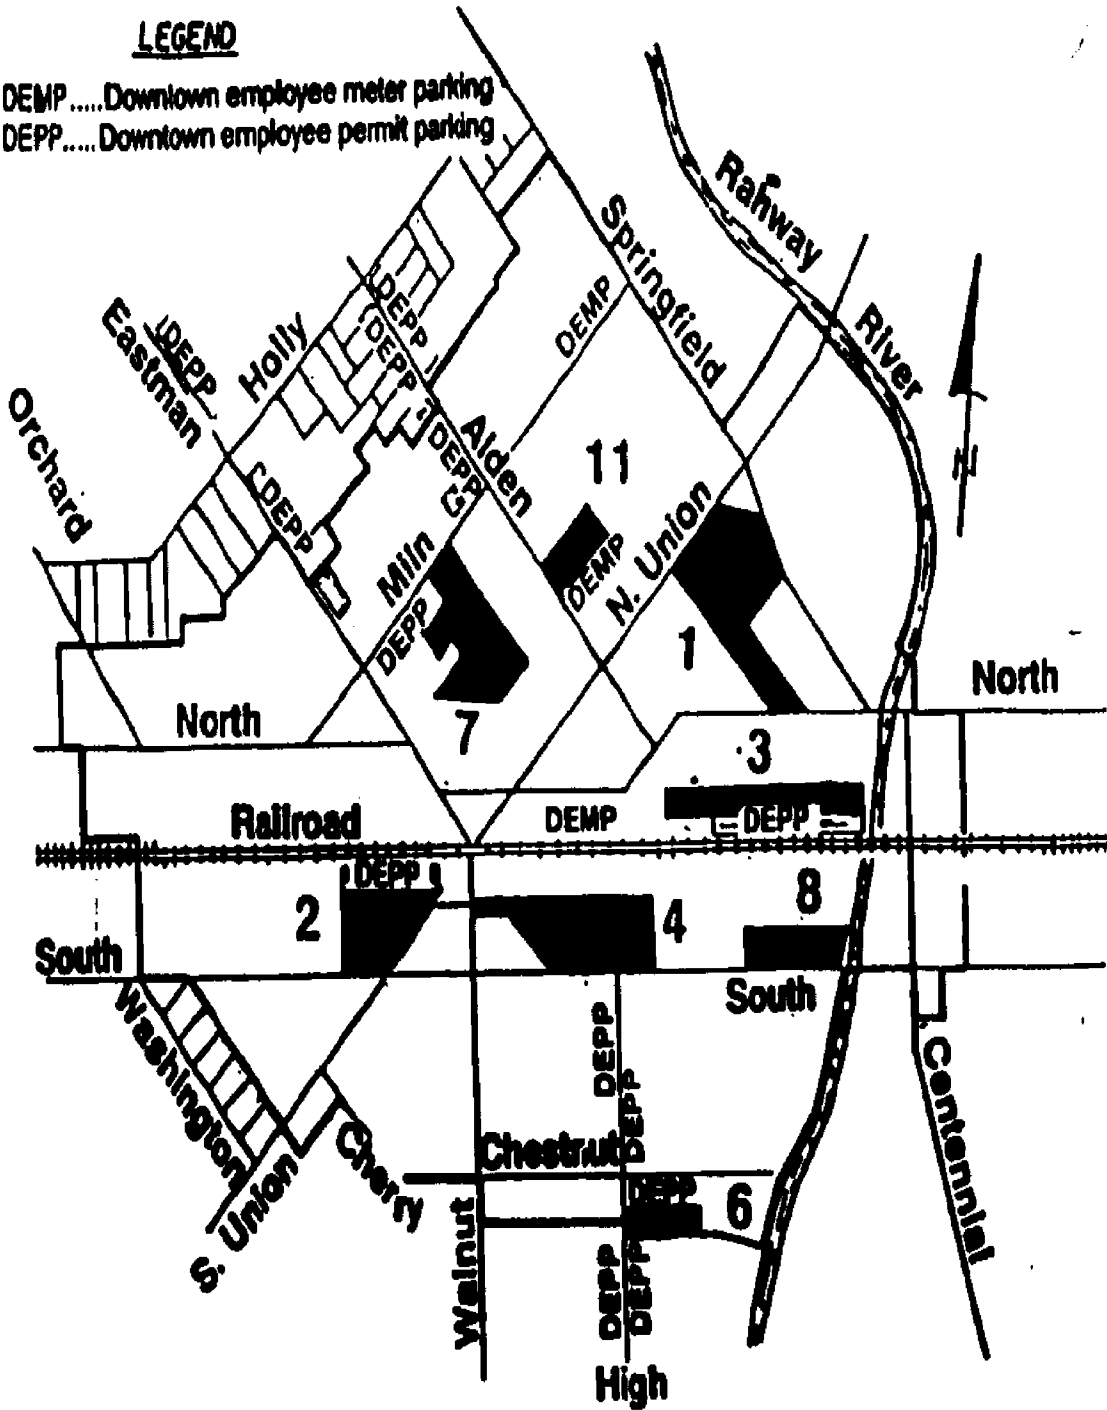 LEGEND
DEMP.....Downtown employee meter parking
DEPP.....Downtown employee permit parking
Rahway
River
Springfield
DEMP
DEPP
DEPP
Holly
DEPP
Eastman
Orchard
Alden
DEPP
DEPP
11
N. Union
DEMP
Miln
DEPP
1
7
North
North
N
3
Railroad
DEMP
DEPP
DEPP
2
4
8
South
South
Washington
DEPP
DEPP
Centennial
Chestnut
Cherry
S. Union
DEPP
6
Walnut
DEPP
DEPP
High